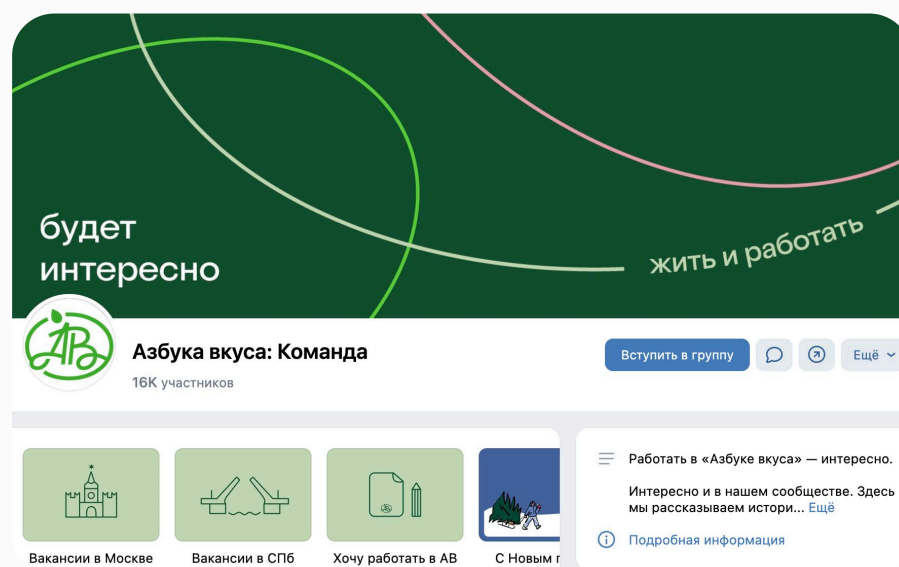 будет
интересно
жить и работать
АВ
Азбука вкуса: Команда
16K участников
Вступить в группу
Ещё
Вакансии в Москве
Вакансии в СПб
Хочу работать в АВ
С Новым г
Работать в «Азбуке вкуса» — интересно.
Интересно и в нашем сообществе. Здесь
мы рассказываем истори... Ещё
Подробная информация